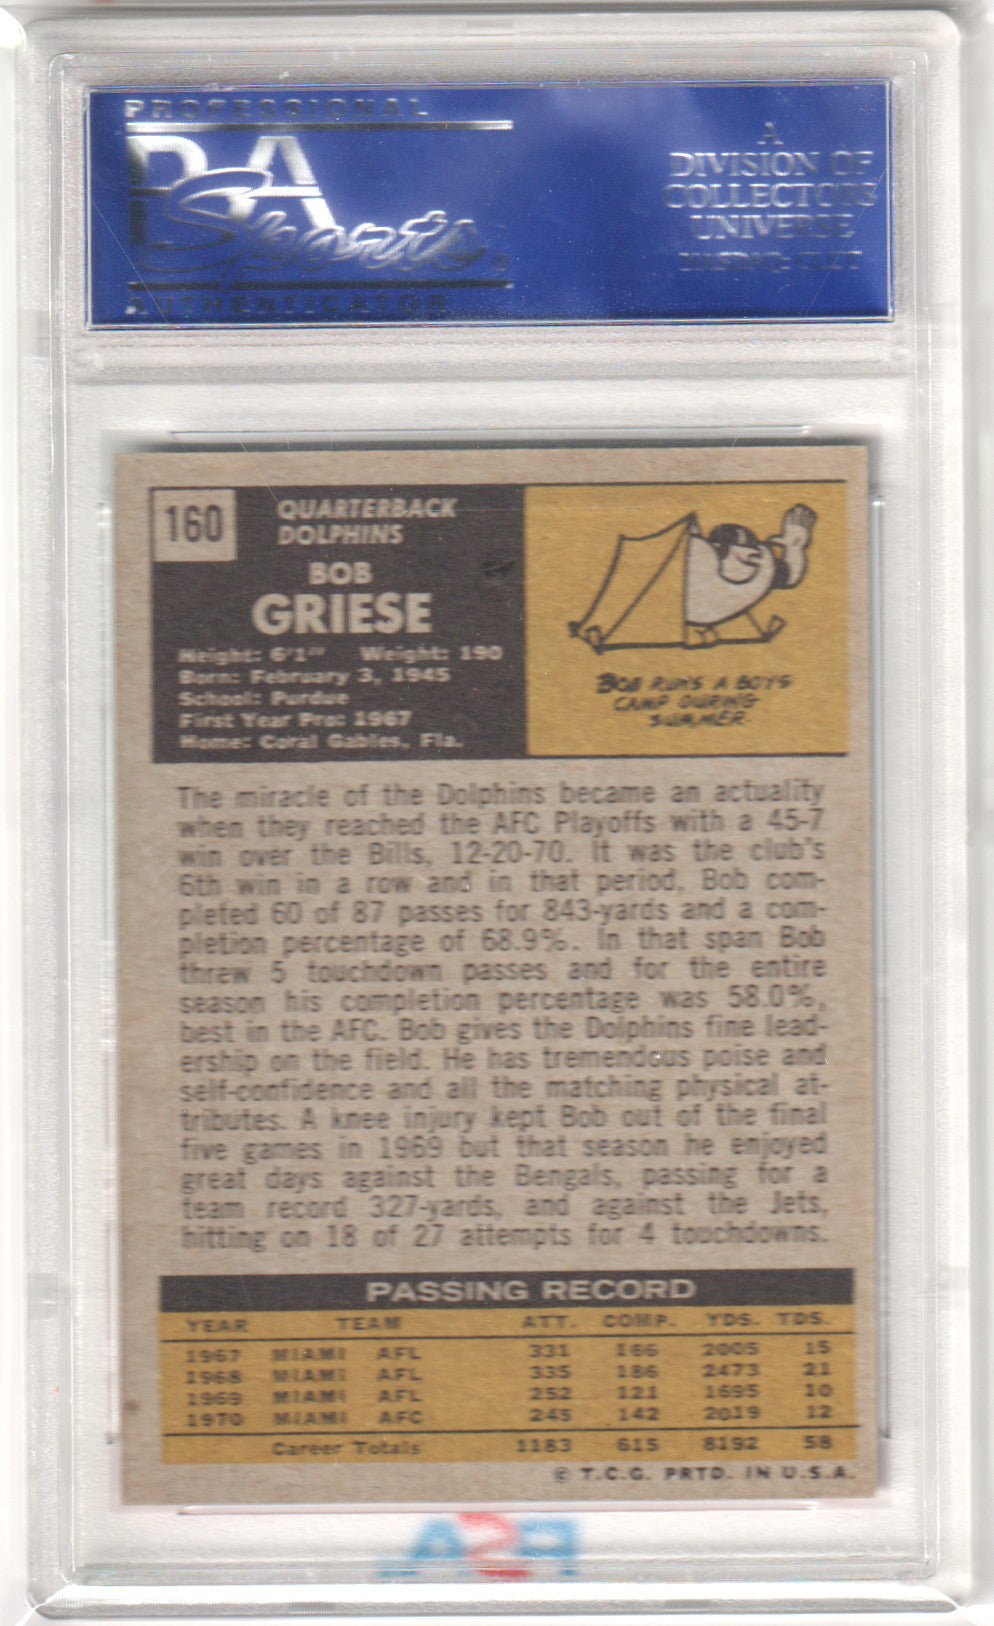 PROFESSIONAL
PSA
Sports
AUTHENTICATOR
A
DIVISION OF
COLLECTORS
UNIVERSE
NASDAQ: CLCT
160
QUARTERBACK
DOLPHINS
BOB
GRIESE
Height: 6'1" Weight: 190
Born: February 3, 1945
School: Purdue
First Year Pro: 1967
Home: Coral Gables, Fla.
BOB RUNS A BOYS
CAMP DURING
SUMMER.
The miracle of the Dolphins became an actuality
when they reached the AFC Playoffs with a 45-7
win over the Bills, 12-20-70. It was the club's
6th win in a row and in that period, Bob com-
pleted 60 of 87 passes for 843-yards and a com-
pletion percentage of 68.9%. In that span Bob
threw 5 touchdown passes and for the entire
season his completion percentage was 58.0%,
best in the AFC. Bob gives the Dolphins fine lead-
ership on the field. He has tremendous poise and
self-confidence and all the matching physical at-
tributes. A knee injury kept Bob out of the final
five games in 1969 but that season he enjoyed
great days against the Bengals, passing for a
team record 327-yards, and against the Jets,
hitting on 18 of 27 attempts for 4 touchdowns.
PASSING RECORD
YEAR TEAM ATT. COMP. YDS. TDS.
1967 MIAMI AFL 331 166 2005 15
1968 MIAMI AFL 335 186 2473 21
1969 MIAMI AFL 252 121 1695 10
1970 MIAMI AFC 245 142 2019 12
Career Totals 1183 615 8192 58
© T.C.G. PRTD. IN U.S.A.
PSA